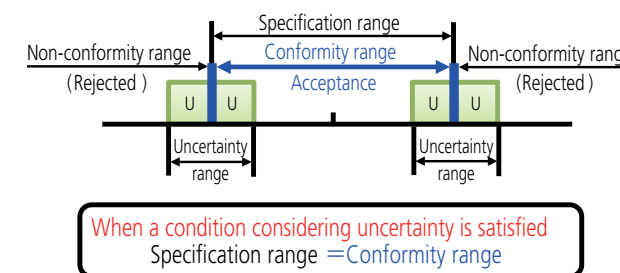 Specification range
Non-conformity range
Conformity range
Non-conformity rang
(Rejected )
Acceptance
(Rejected)
U U
U U
Uncertainty
range
Uncertainty
range
When a condition considering uncertainty is satisfied
Specification range =Conformity range